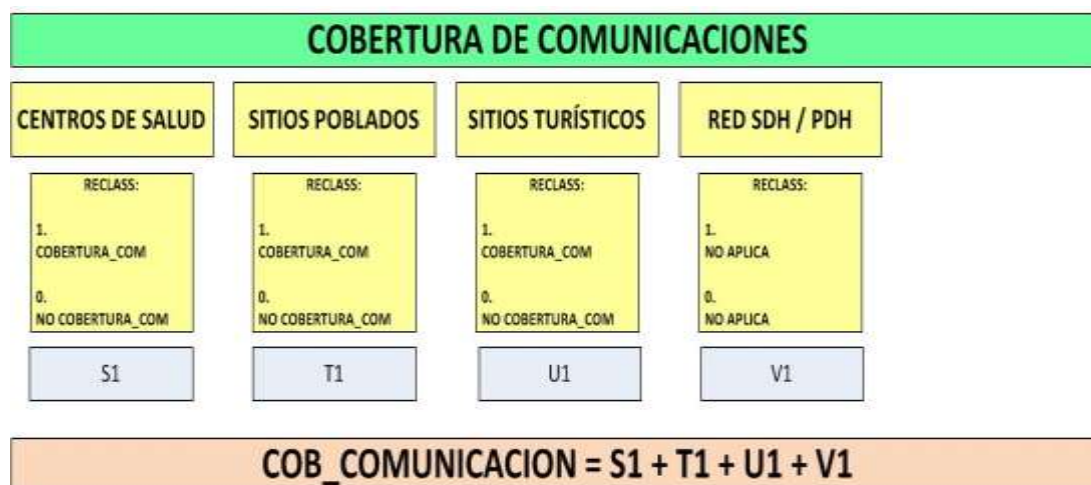 COBERTURA DE COMUNICACIONES
CENTROS DE SALUD
SITIOS POBLADOS
SITIOS TURÍSTICOS
RED SDH / PDH
RECLASS:
1.
COBERTURA_COM
0.
NO COBERTURA_COM
RECLASS:
1.
COBERTURA_COM
0.
NO COBERTURA_COM
RECLASS:
1.
COBERTURA_COM
0.
NO COBERTURA_COM
RECLASS:
1.
NO APLICA
0.
NO APLICA
S1
T1
U1
V1
COB_COMUNICACION = S1 + T1 + U1 + V1